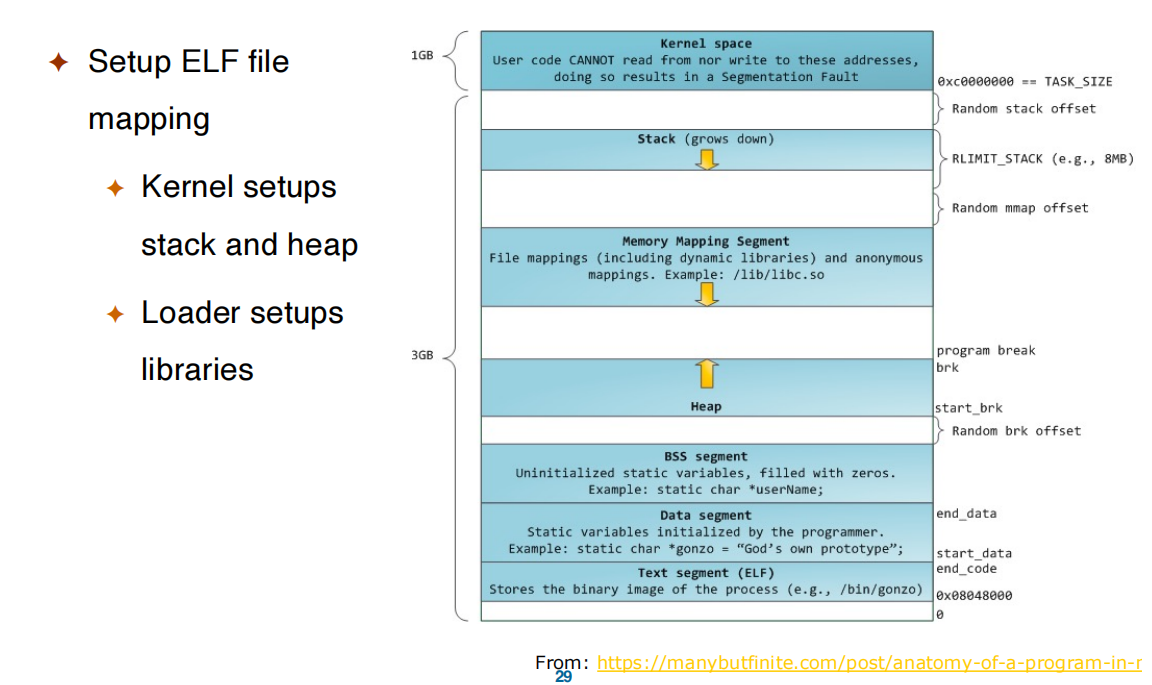 Setup ELF file
mapping
Kernel setups
stack and heap
Loader setups
libraries
1GB
Kernel space
User code CANNOT read from nor write to these addresses,
doing so results in a Segmentation Fault
0xc0000000 == TASK_SIZE
Random stack offset
Stack (grows down)
RLIMIT_STACK (e.g., 8MB)
Random mmap offset
Memory Mapping Segment
File mappings (including dynamic libraries) and anonymous
mappings. Example: /lib/libc.so
3GB
program break
brk
Heap
start_brk
Random brk offset
BSS segment
Uninitialized static variables, filled with zeros.
Example: static char *userName;
Data segment
Static variables initialized by the programmer.
Example: static char *gonzo = “God’s own prototype”;
end_data
start_data
Text segment (ELF)
Stores the binary image of the process (e.g., /bin/gonzo)
end_code
0x08048000
0
From: https://manybutfinite.com/post/anatomy-of-a-program-in-
29